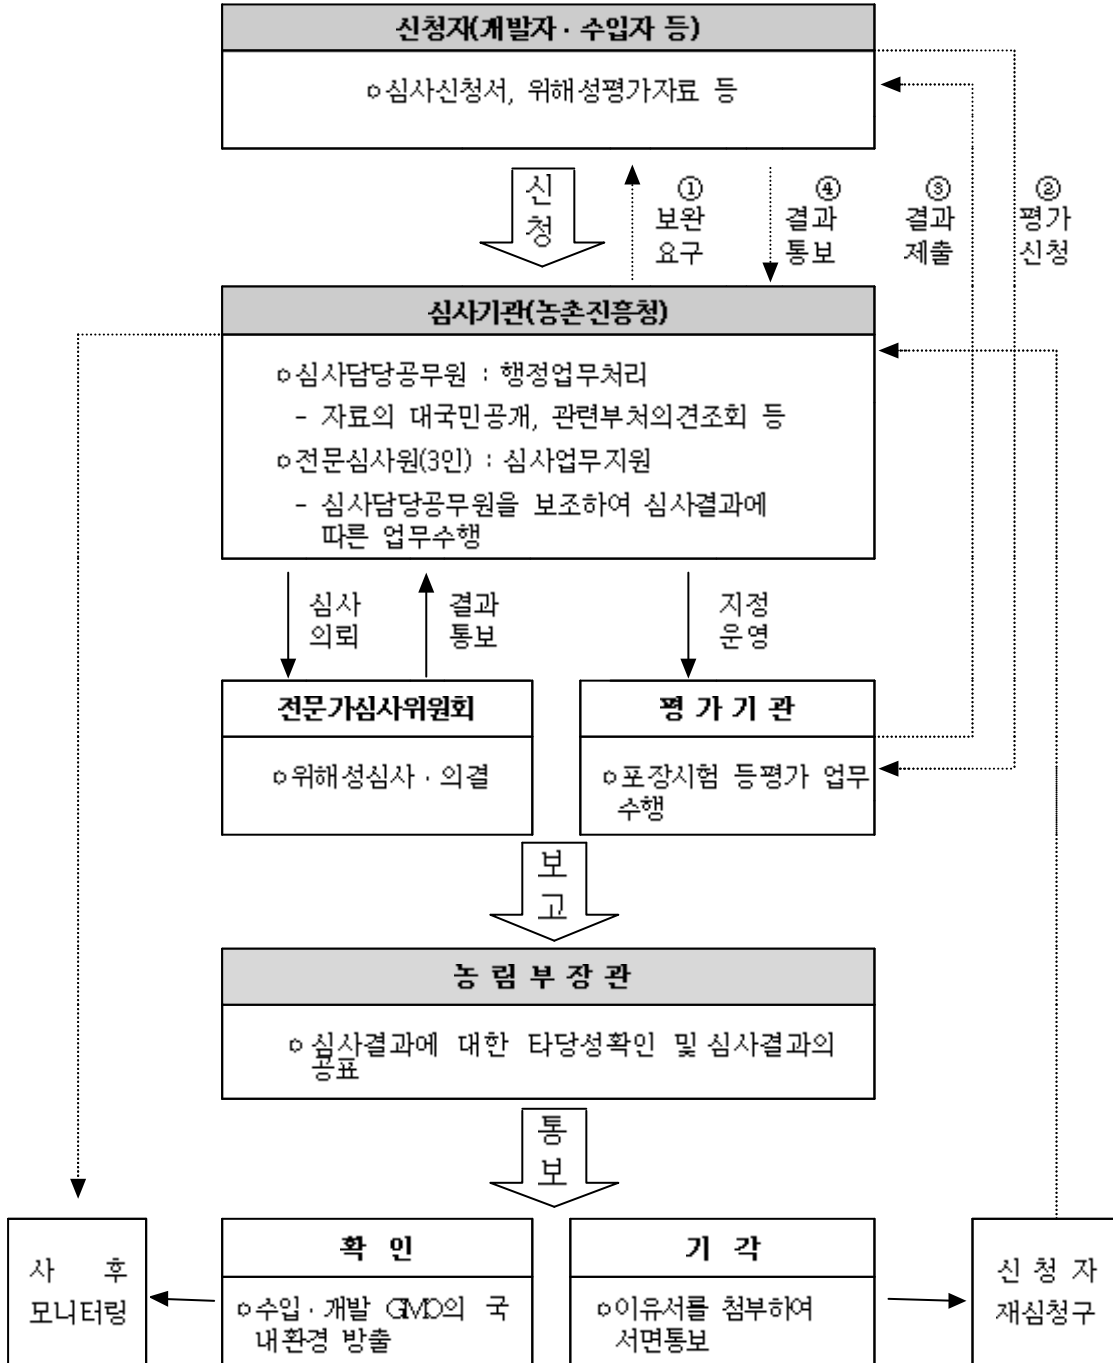 신청자(개발자 · 수입자 등)
ㅇ심사신청서, 위해성평가자료 등
신
청
①
보완
요구
④
결과
통보
③
결과
제출
②
평가
신청
심사기관(농촌진흥청)
ㅇ심사담당공무원 : 행정업무처리
- 자료의 대국민공개, 관련부처의견조회 등
ㅇ전문심사원(3인) : 심사업무지원
- 심사담당공무원을 보조하여 심사결과에
따른 업무수행
심사
의뢰
결과
통보
지정
운영
전문가심사위원회
ㅇ위해성심사 · 의결
평 가 기 관
ㅇ포장시험 등평가 업무
수행
보
고
농 림 부 장 관
ㅇ 심사결과에 대한 타당성확인 및 심사결과의
공표
통
보
사 후
모니터링
확 인
ㅇ수입 · 개발 GMO의 국
내환경 방출
기 각
ㅇ이유서를 첨부하여
서면통보
신 청 자
재심청구